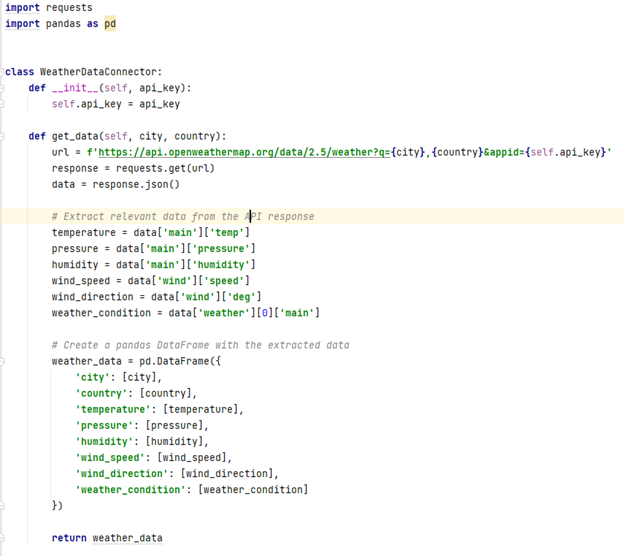 import requests
import pandas as pd
class WeatherDataConnector:
    def __init__(self, api_key):
        self.api_key = api_key
    def get_data(self, city, country):
        url = f'https://api.openweathermap.org/data/2.5/weather?q={city},{country}&appid={self.api_key}'
        response = requests.get(url)
        data = response.json()
        # Extract relevant data from the API response
        temperature = data['main']['temp']
        pressure = data['main']['pressure']
        humidity = data['main']['humidity']
        wind_speed = data['wind']['speed']
        wind_direction = data['wind']['deg']
        weather_condition = data['weather'][0]['main']
        # Create a pandas DataFrame with the extracted data
        weather_data = pd.DataFrame({
            'city': [city],
            'country': [country],
            'temperature': [temperature],
            'pressure': [pressure],
            'humidity': [humidity],
            'wind_speed': [wind_speed],
            'wind_direction': [wind_direction],
            'weather_condition': [weather_condition]
        })
        return weather_data